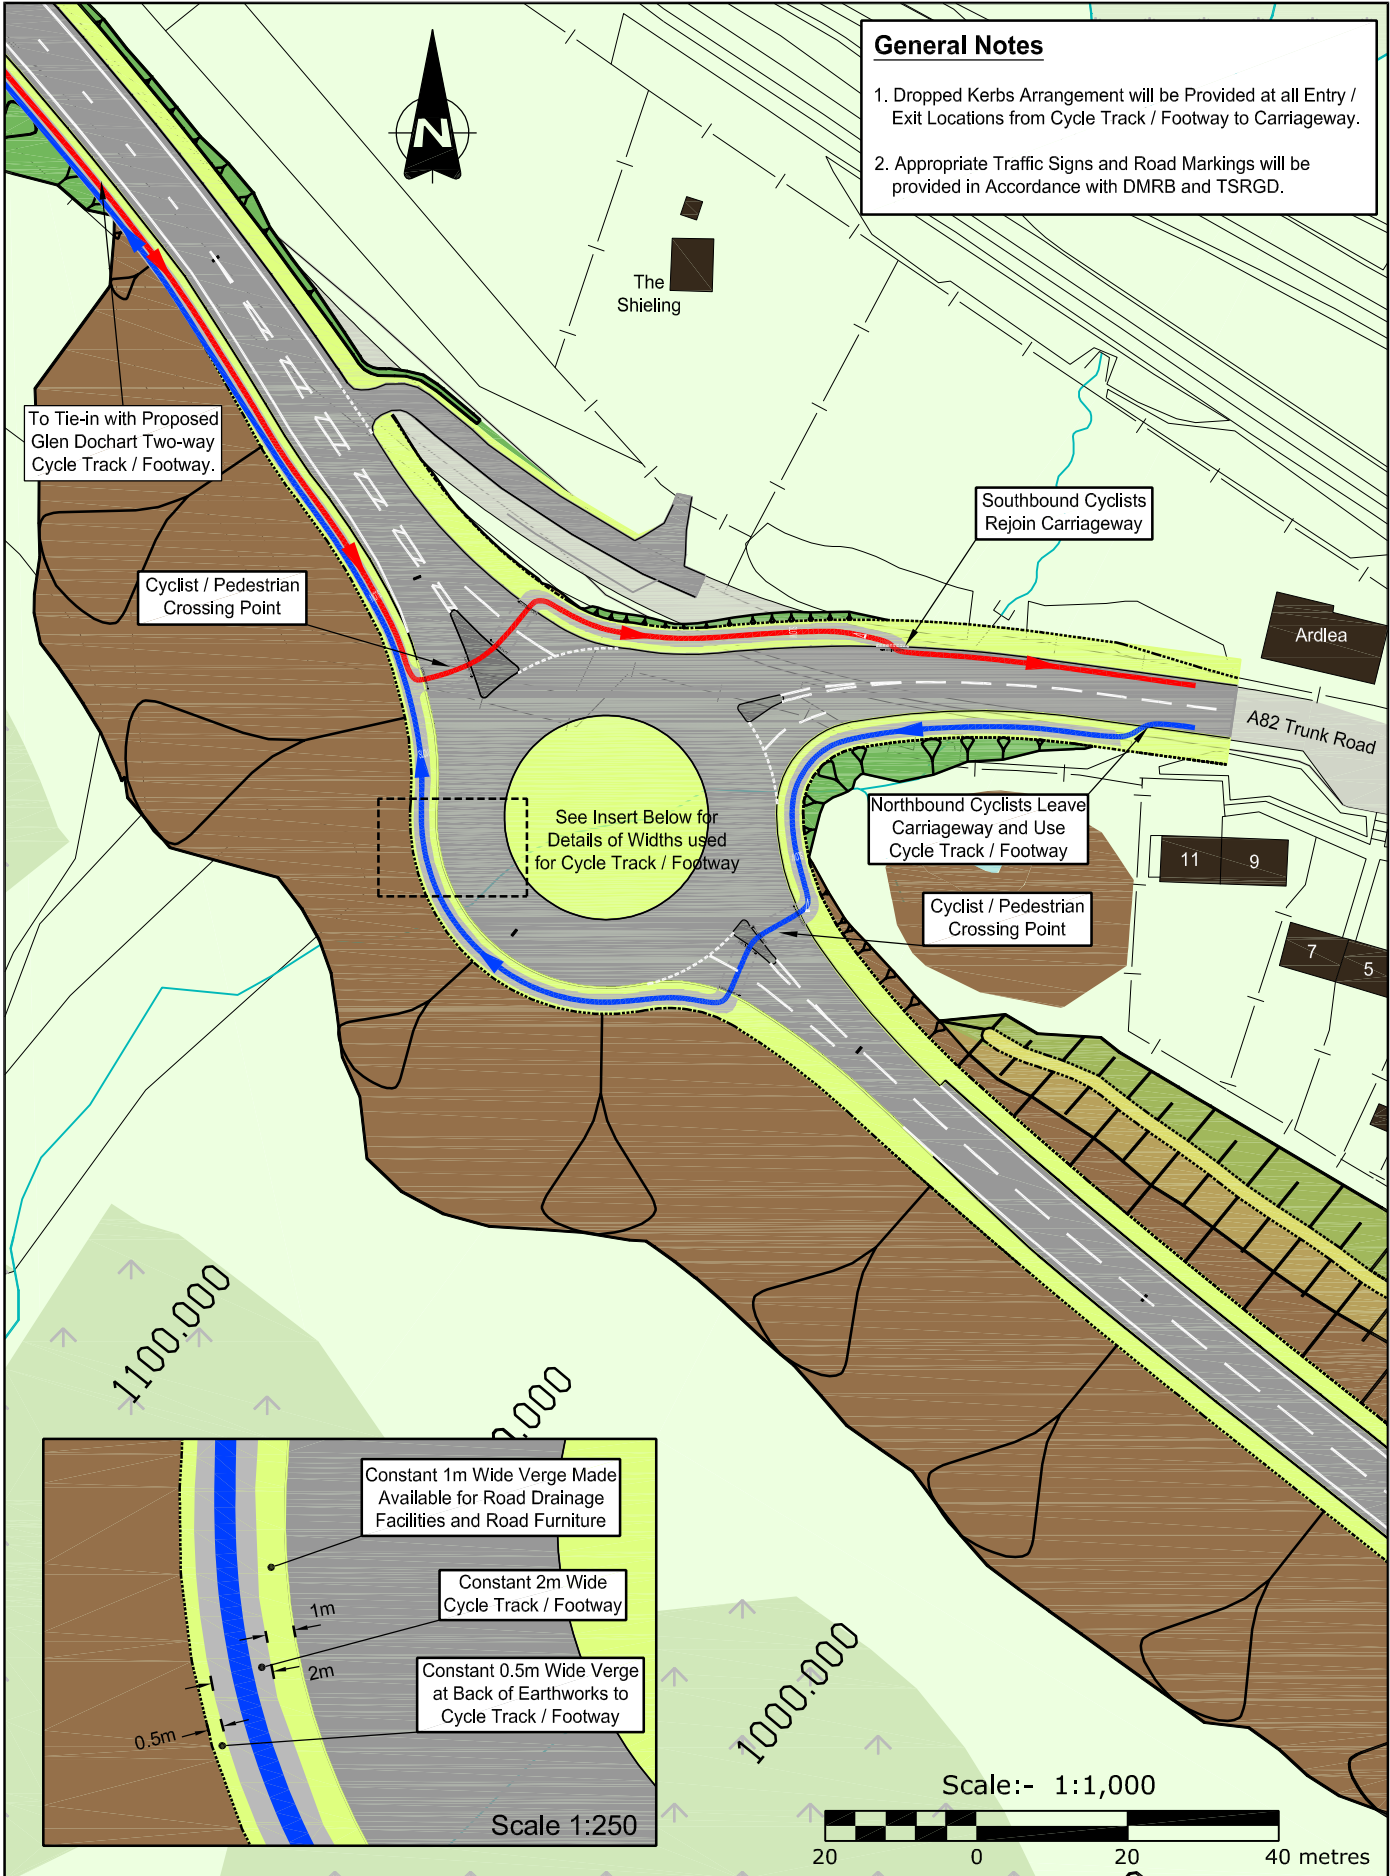 General Notes
1. Dropped Kerbs Arrangement will be Provided at all Entry /
Exit Locations from Cycle Track / Footway to Carriageway.
2. Appropriate Traffic Signs and Road Markings will be
provided in Accordance with DMRB and TSRGD.
N
The
Shieling
To Tie-in with Proposed
Glen Dochart Two-way
Cycle Track / Footway.
Southbound Cyclists
Rejoin Carriageway
Cyclist / Pedestrian
Crossing Point
Ardlea
A82 Trunk Road
See Insert Below for
Details of Widths used
for Cycle Track / Footway
Northbound Cyclists Leave
Carriageway and Use
Cycle Track / Footway
11
9
Cyclist / Pedestrian
Crossing Point
7
5
1100.000
0.000
Constant 1m Wide Verge Made
Available for Road Drainage
Facilities and Road Furniture
Constant 2m Wide
Cycle Track / Footway
1m
2m
Constant 0.5m Wide Verge
at Back of Earthworks to
Cycle Track / Footway
0.5m
Scale 1:250
1000.000
Scale:- 1:1,000
20 0 20 40 metres